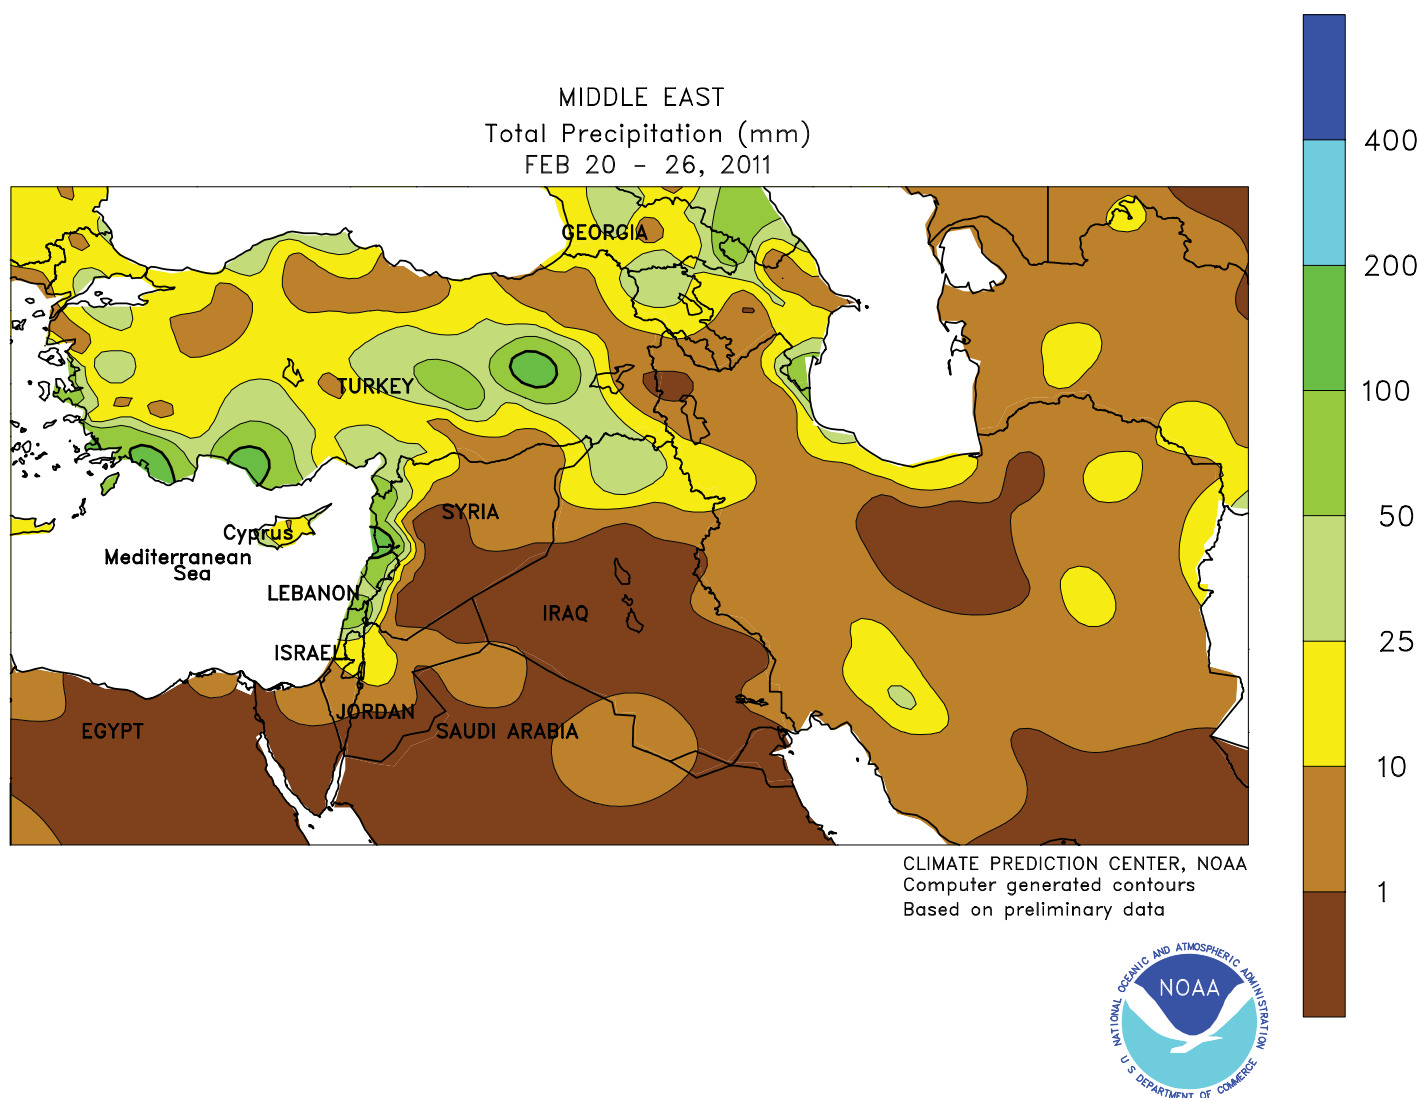 MIDDLE EAST
Total Precipitation (mm)
FEB 20 - 26, 2011
400
200
100
50
25
10
1
GEORGIA
TURKEY
SYRIA
Cyprus
Mediterranean
Sea
LEBANON
IRAQ
ISRAEL
JORDAN
EGYPT
SAUDI ARABIA
CLIMATE PREDICTION CENTER, NOAA
Computer generated contours
Based on preliminary data
NATIONAL OCEANIC AND ATMOSPHERIC ADMINISTRATION
NOAA
U S DEPARTMENT OF COMMERCE